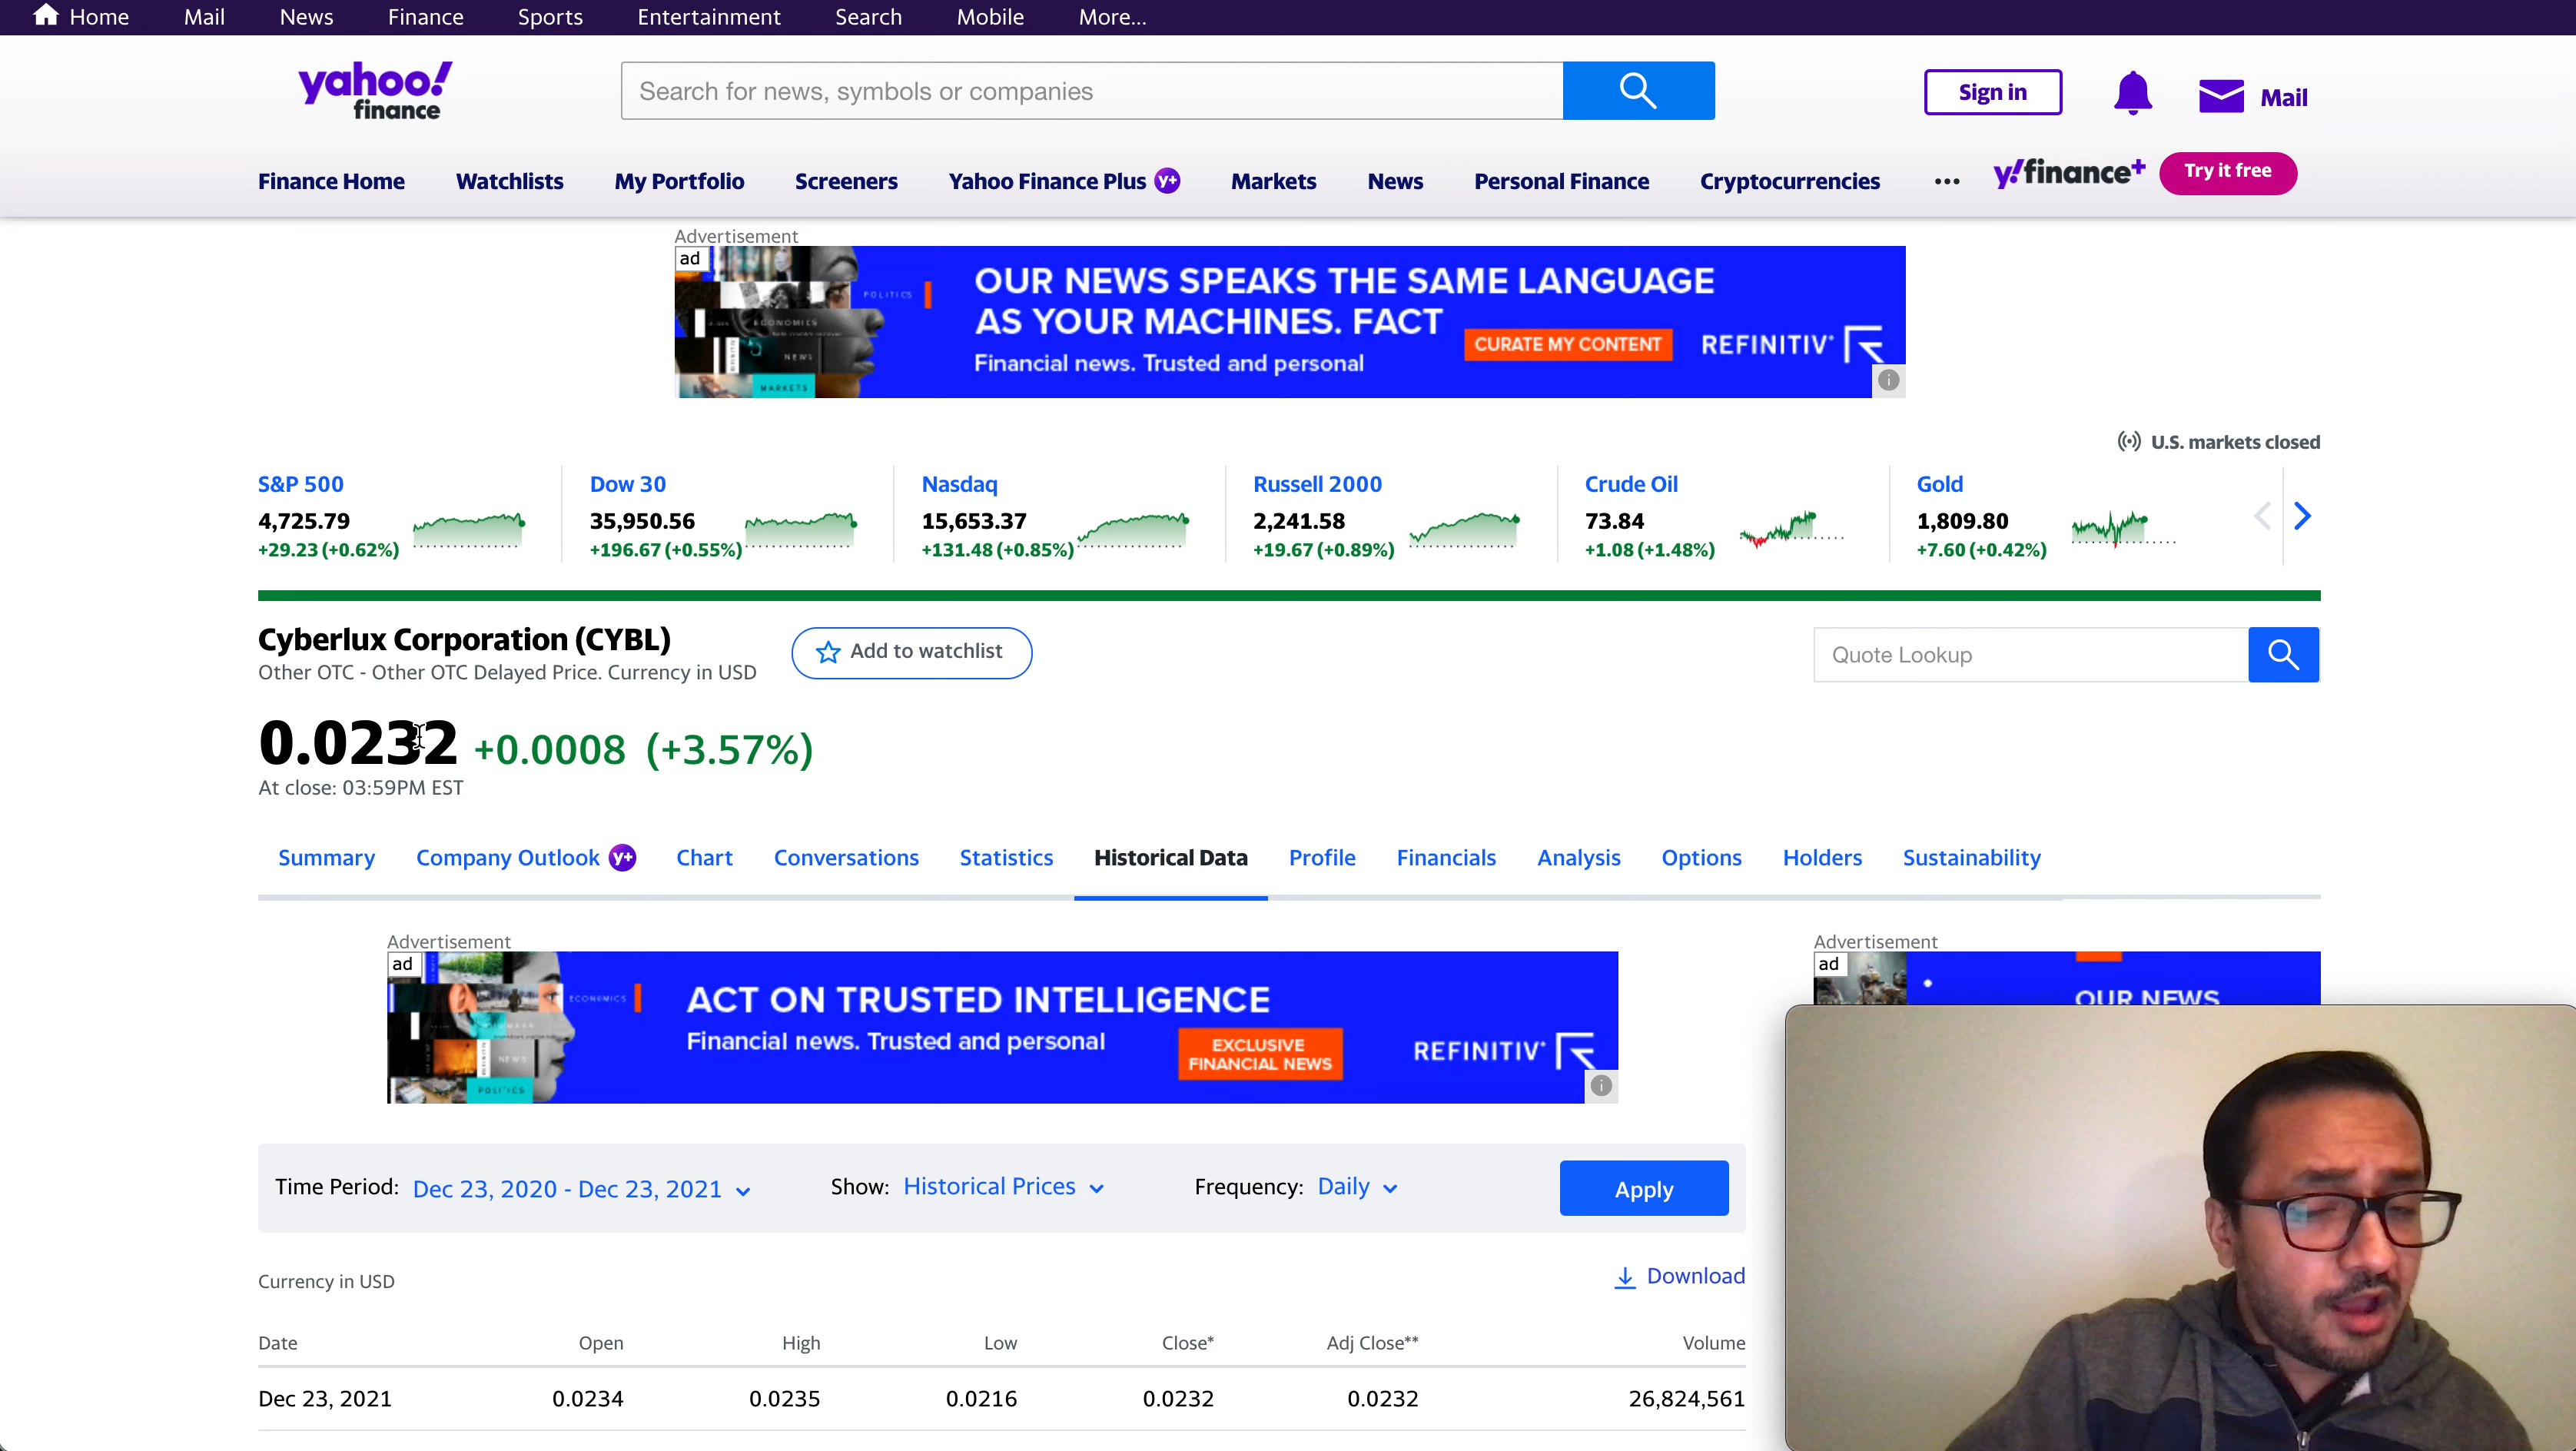 Home Mail News Finance Sports Entertainment Search Mobile More...
yahoo! finance
Search for news, symbols or companies
Sign in
Mail
Finance Home Watchlists My Portfolio Screeners Yahoo Finance Plus y+ Markets News Personal Finance Cryptocurrencies ... y!finance+ Try it free
Advertisement
ad
POLITICS
ECONOMICS
NEWS
MARKETS
OUR NEWS SPEAKS THE SAME LANGUAGE
AS YOUR MACHINES. FACT
Financial news. Trusted and personal
CURATE MY CONTENT
REFINITIV
U.S. markets closed
S&P 500 Dow 30 Nasdaq Russell 2000 Crude Oil Gold
4,725.79 35,950.56 15,653.37 2,241.58 73.84 1,809.80
+29.23 (+0.62%) +196.67 (+0.55%) +131.48 (+0.85%) +19.67 (+0.89%) +1.08 (+1.48%) +7.60 (+0.42%)
Cyberlux Corporation (CYBL)
Other OTC - Other OTC Delayed Price. Currency in USD
Add to watchlist
Quote Lookup
0.0232 +0.0008 (+3.57%)
At close: 03:59PM EST
Summary Company Outlook y+ Chart Conversations Statistics Historical Data Profile Financials Analysis Options Holders Sustainability
Advertisement
ad
ECONOMICS
NEWS
POLITICS
ACT ON TRUSTED INTELLIGENCE
Financial news. Trusted and personal
EXCLUSIVE
FINANCIAL NEWS
REFINITIV
Advertisement
ad
OUR NEWS
Time Period: Dec 23, 2020 - Dec 23, 2021 Show: Historical Prices Frequency: Daily Apply
Currency in USD Download
Date Open High Low Close* Adj Close** Volume
Dec 23, 2021 0.0234 0.0235 0.0216 0.0232 0.0232 26,824,561